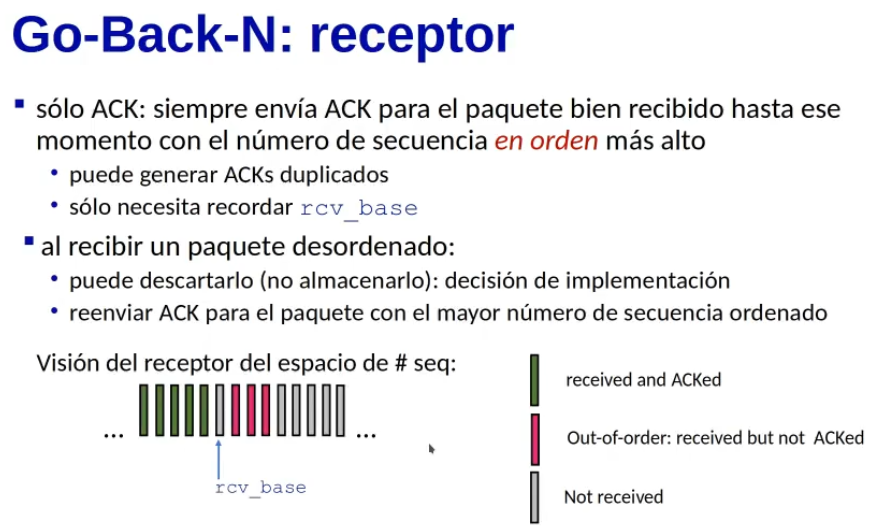 Go-Back-N: receptor
sólo ACK: siempre envía ACK para el paquete bien recibido hasta ese
momento con el número de secuencia en orden más alto
puede generar ACKs duplicados
sólo necesita recordar rcv_base
al recibir un paquete desordenado:
puede descartarlo (no almacenarlo): decisión de implementación
reenviar ACK para el paquete con el mayor número de secuencia ordenado
Visión del receptor del espacio de # seq:
... ...
rcv_base
received and ACKed
Out-of-order: received but not ACKed
Not received